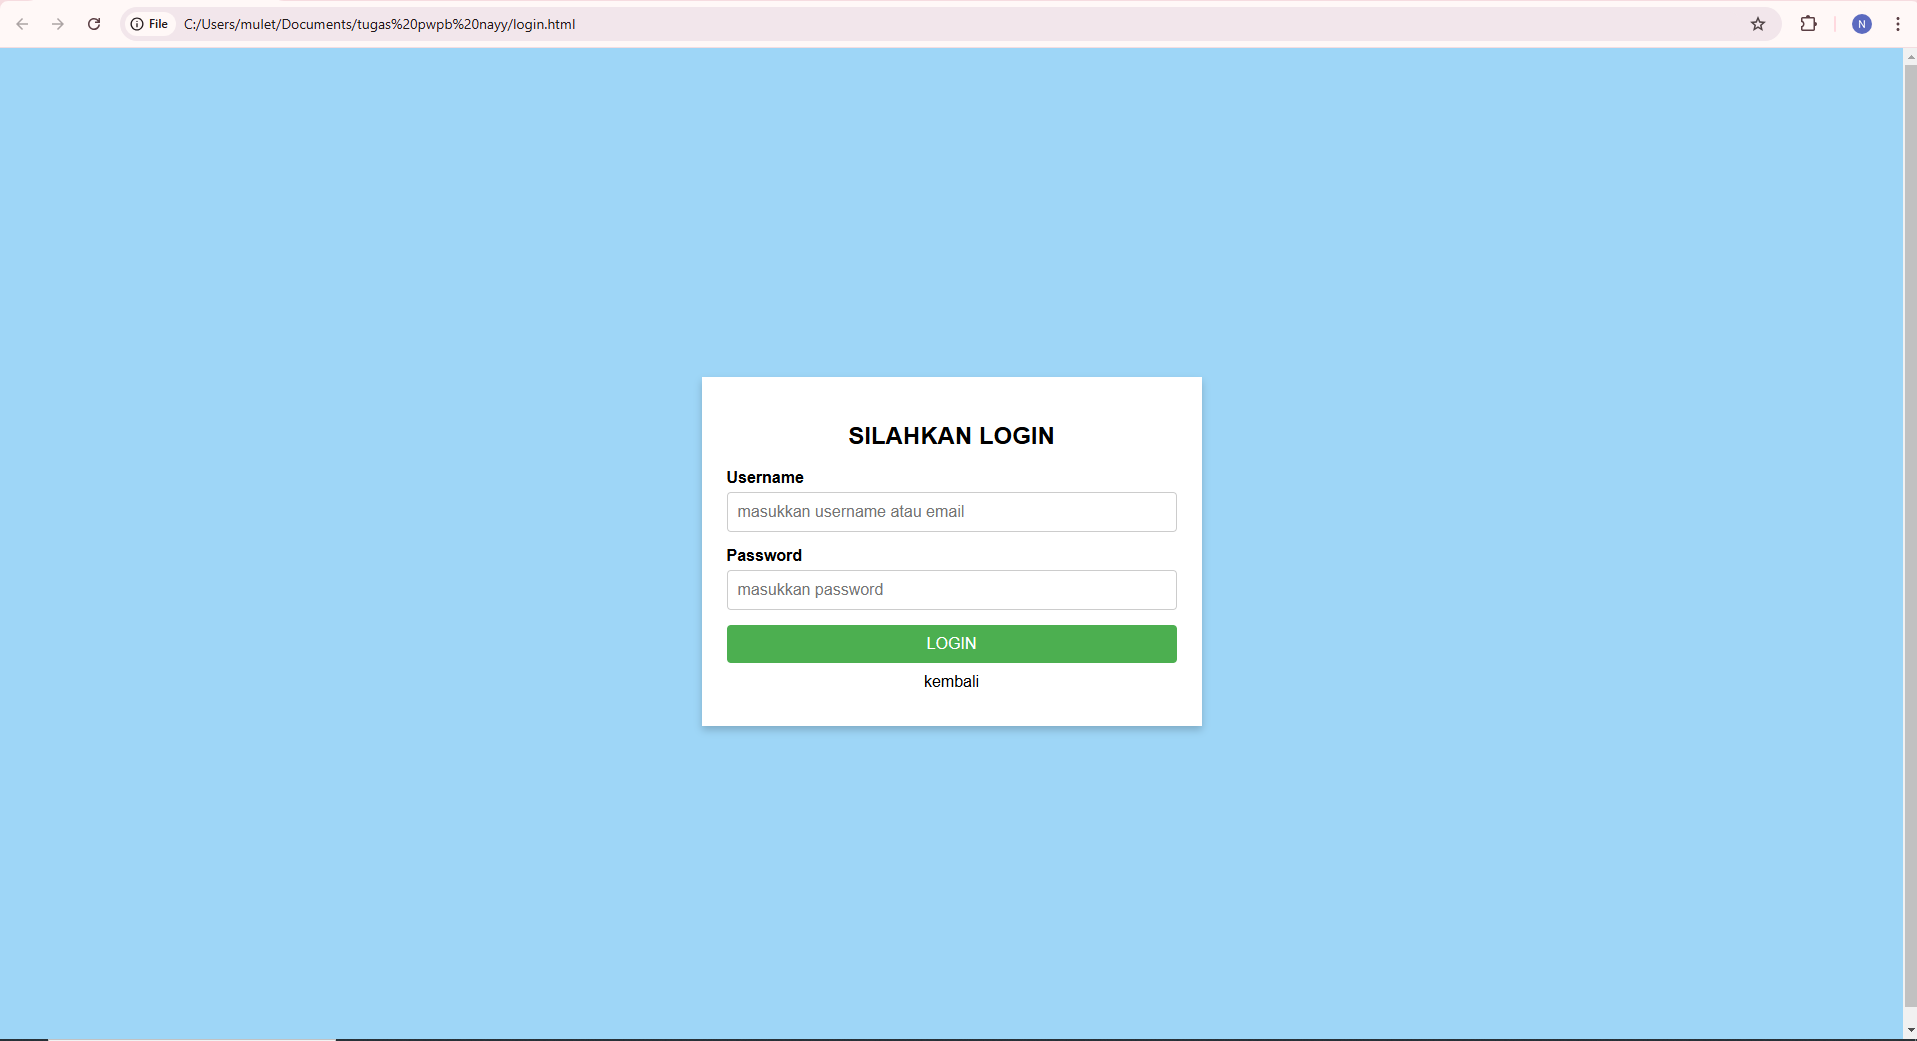 File C:/Users/mulet/Documents/tugas%20pwpb%20nayy/login.html
N
SILAHKAN LOGIN
Username
masukkan username atau email
Password
masukkan password
LOGIN
kembali